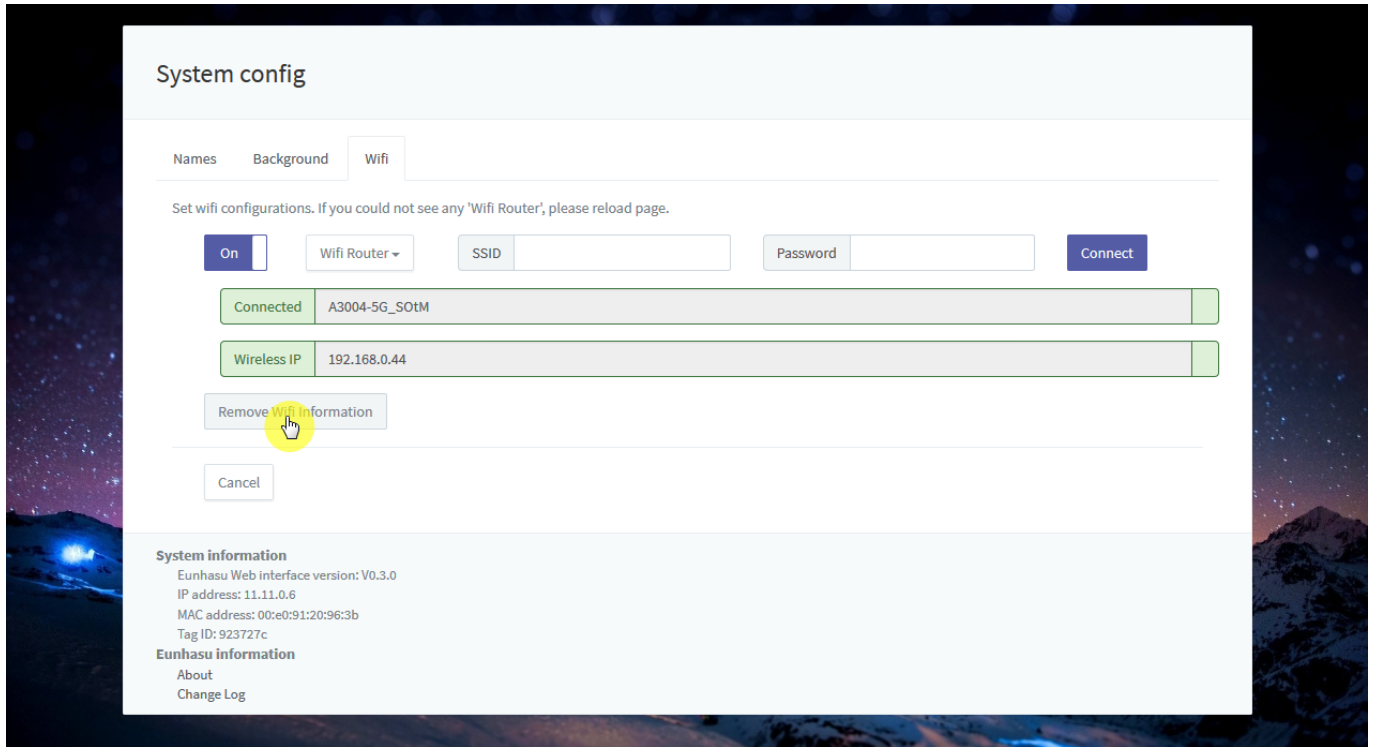 System config
Names Background Wifi
Set wifi configurations. If you could not see any 'Wifi Router', please reload page.
On Wifi Router SSID Password Connect
Connected A3004-5G_SOtM
Wireless IP 192.168.0.44
Remove Wifi Information
Cancel
System information
Eunhasu Web interface version: V0.3.0
IP address: 11.11.0.6
MAC address: 00:e0:91:20:96:3b
Tag ID: 923727c
Eunhasu information
About
Change Log